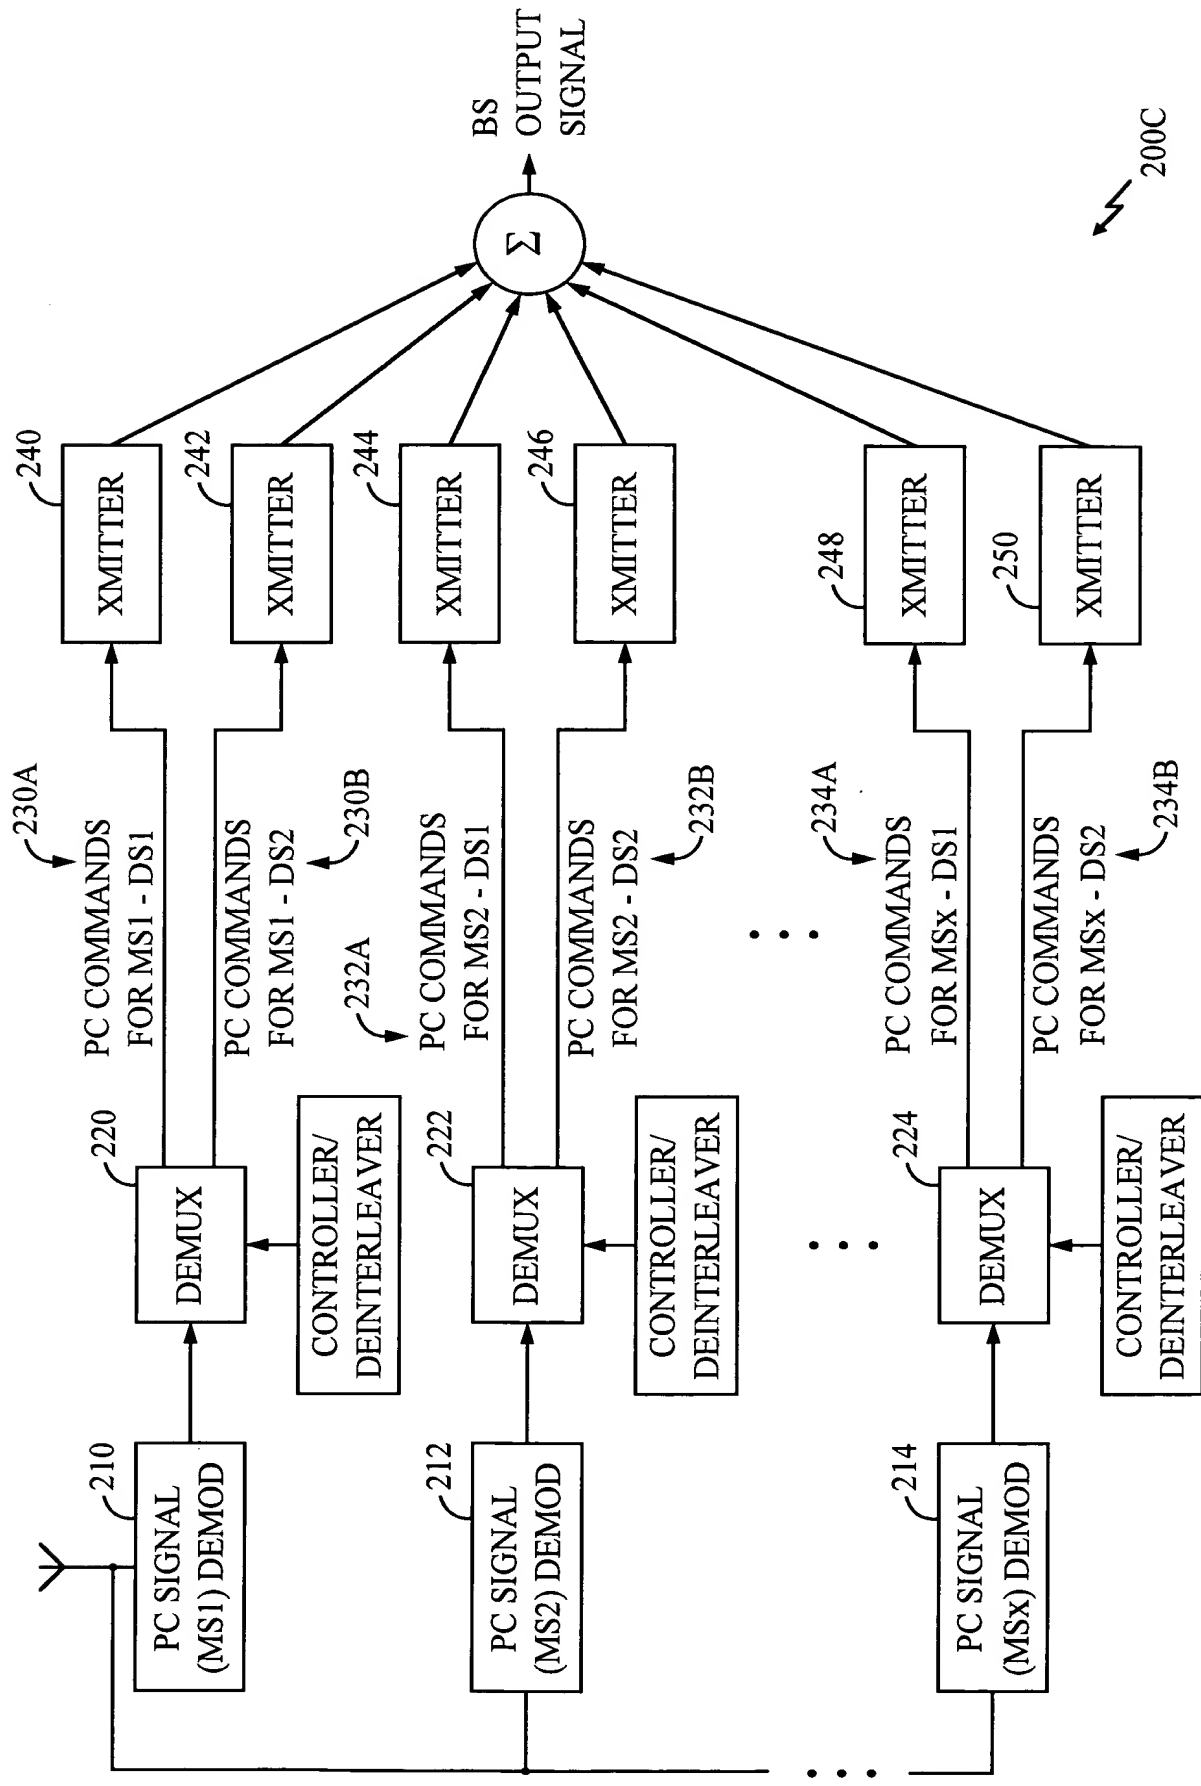 210
PC SIGNAL
(MS1) DEMOD
220
DEMUX
CONTROLLER/
DEINTERLEAVER
230A
PC COMMANDS
FOR MS1 - DS1
PC COMMANDS
FOR MS1 - DS2
230B
240
XMITTER
242
XMITTER
212
PC SIGNAL
(MS2) DEMOD
222
DEMUX
CONTROLLER/
DEINTERLEAVER
232A
PC COMMANDS
FOR MS2 - DS1
PC COMMANDS
FOR MS2 - DS2
232B
244
XMITTER
246
XMITTER
Σ
BS
OUTPUT
SIGNAL
214
PC SIGNAL
(MSx) DEMOD
224
DEMUX
CONTROLLER/
DEINTERLEAVER
234A
PC COMMANDS
FOR MSx - DS1
PC COMMANDS
FOR MSx - DS2
234B
248
XMITTER
250
XMITTER
200C